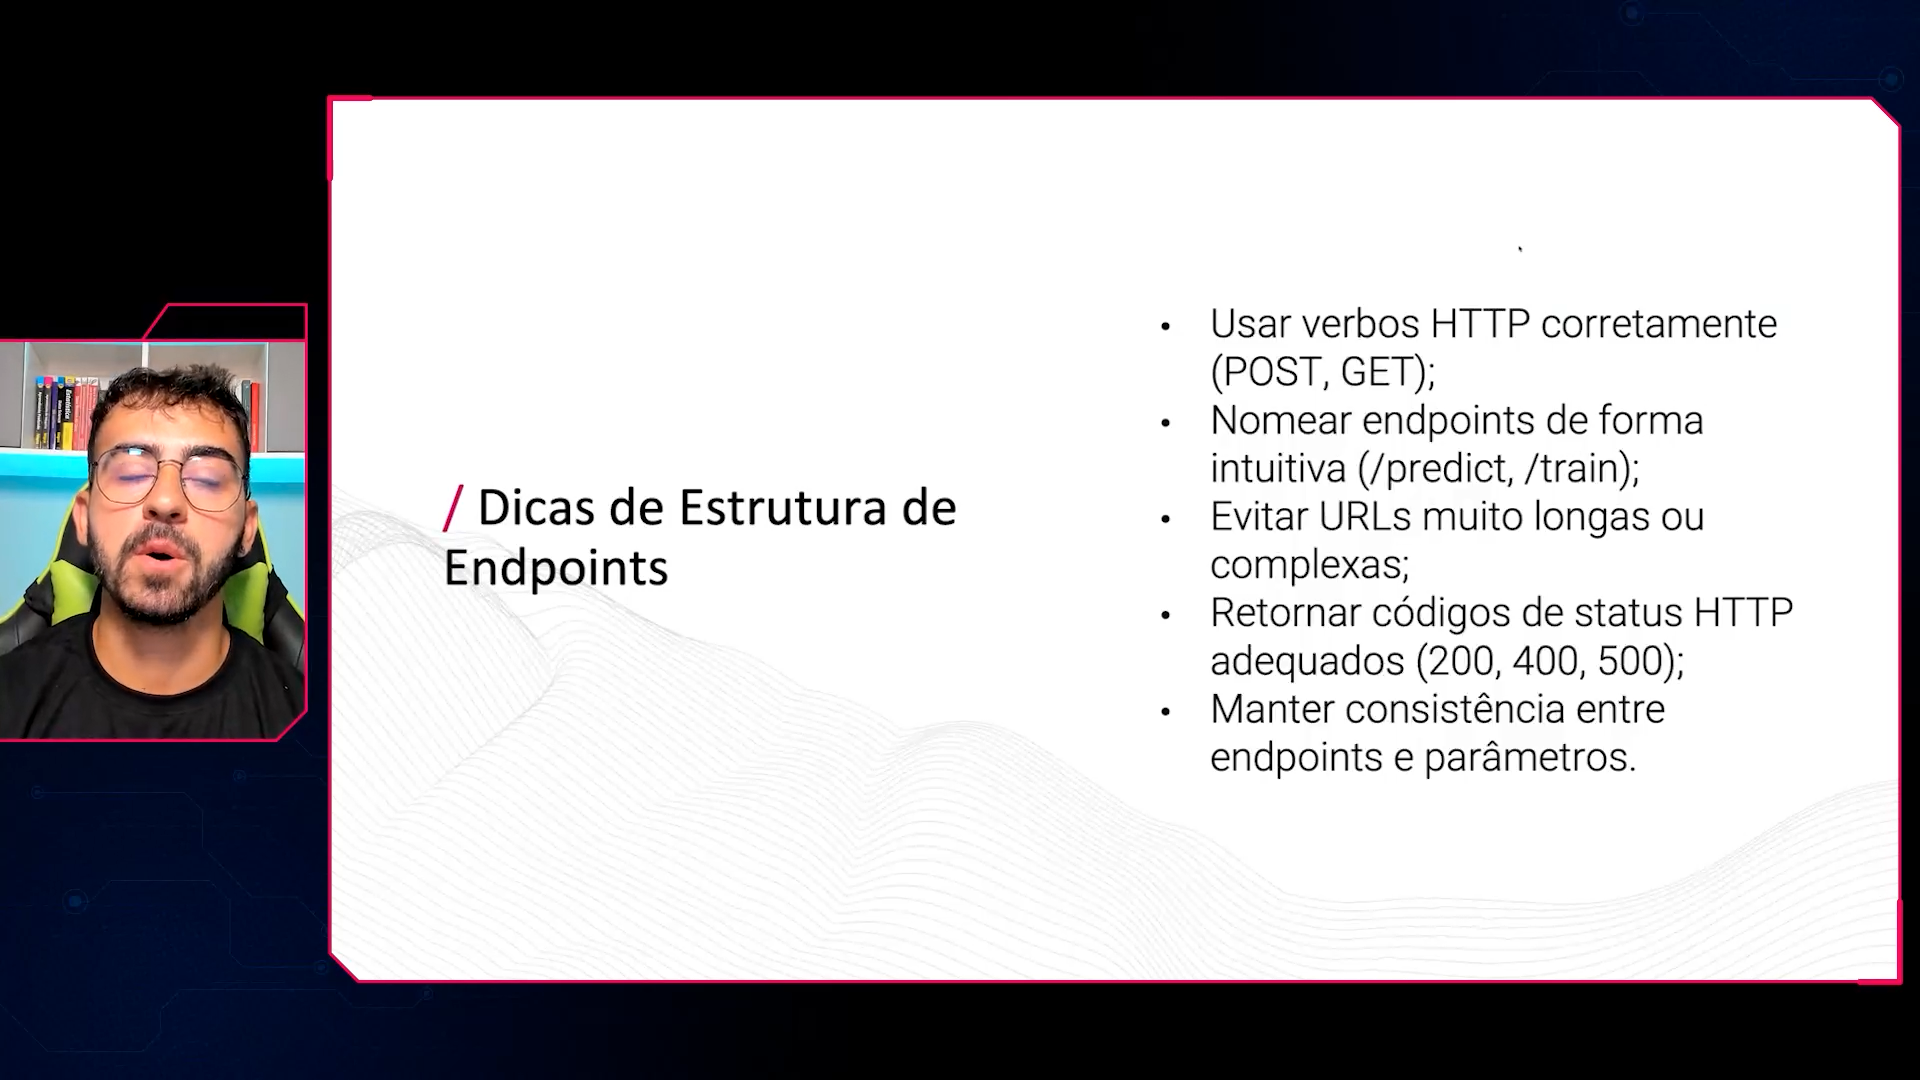 / Dicas de Estrutura de
Endpoints
• Usar verbos HTTP corretamente
(POST, GET);
• Nomear endpoints de forma
intuitiva (/predict, /train);
• Evitar URLs muito longas ou
complexas;
• Retornar códigos de status HTTP
adequados (200, 400, 500);
• Manter consistência entre
endpoints e parâmetros.